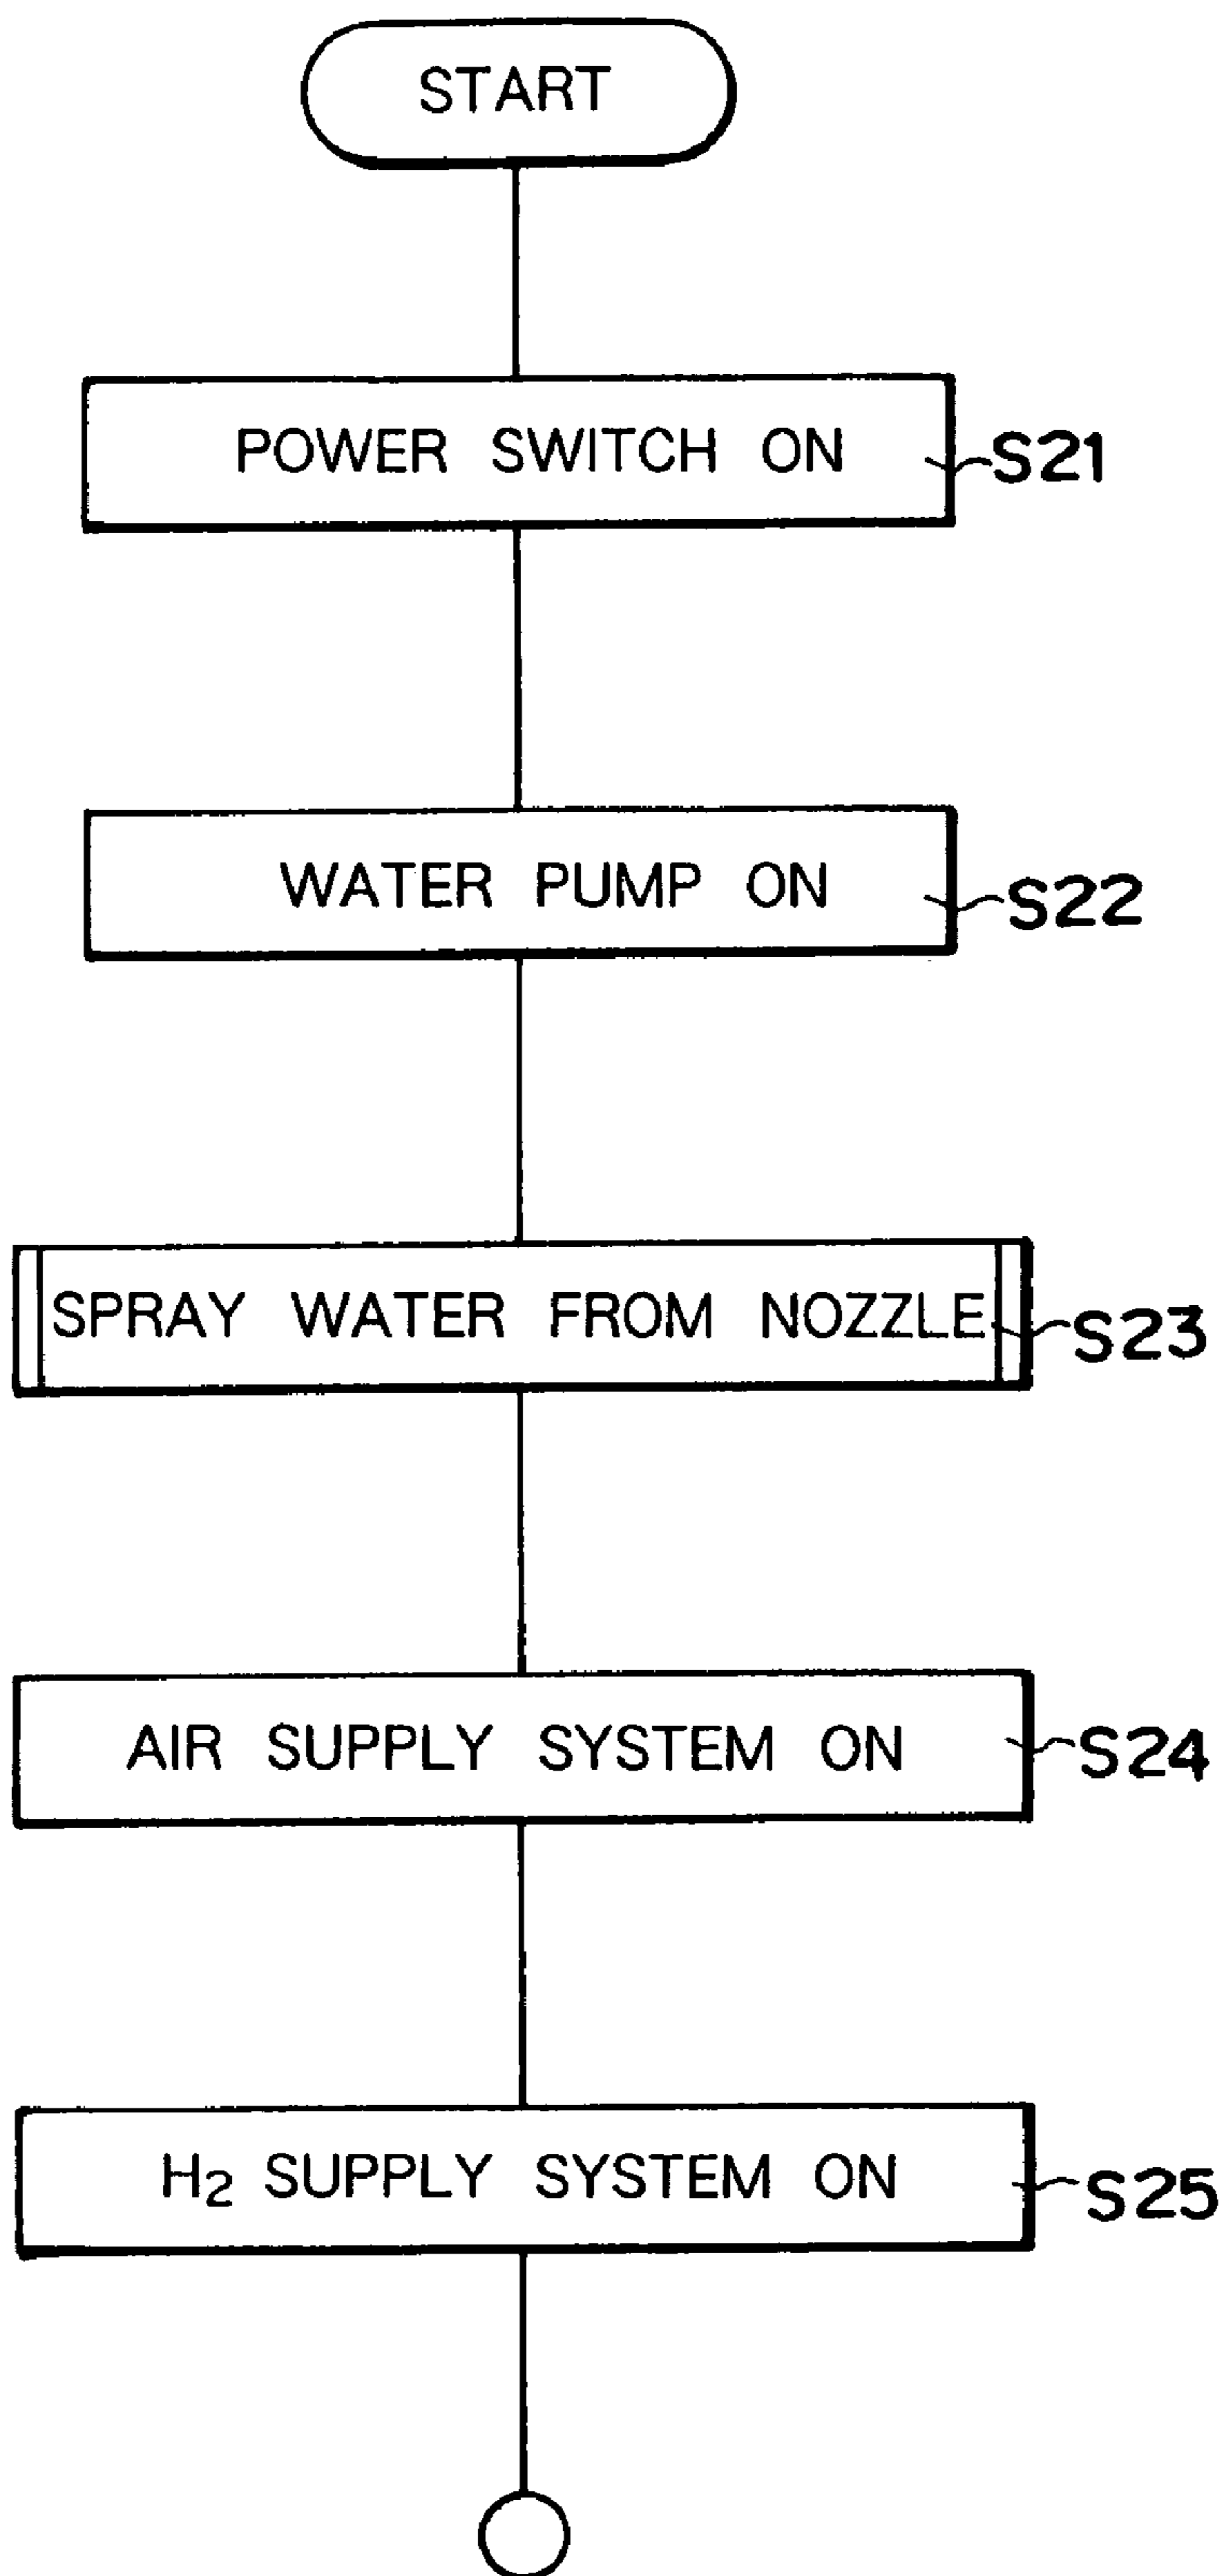 START
POWER SWITCH ON
S21
WATER PUMP ON
S22
SPRAY WATER FROM NOZZLE
S23
AIR SUPPLY SYSTEM ON
S24
H₂ SUPPLY SYSTEM ON
S25